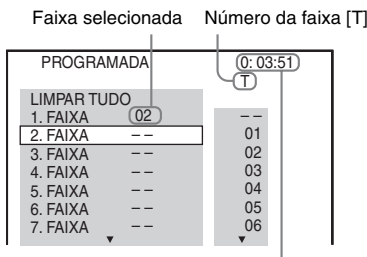 Faixa selecionada Número da faixa [T]
PROGRAMADA 0: 03:51
T
LIMPAR TUDO
1. FAIXA 02 – –
2. FAIXA – – 01
3. FAIXA – – 02
4. FAIXA – – 03
5. FAIXA – – 04
6. FAIXA – – 05
7. FAIXA – – 06